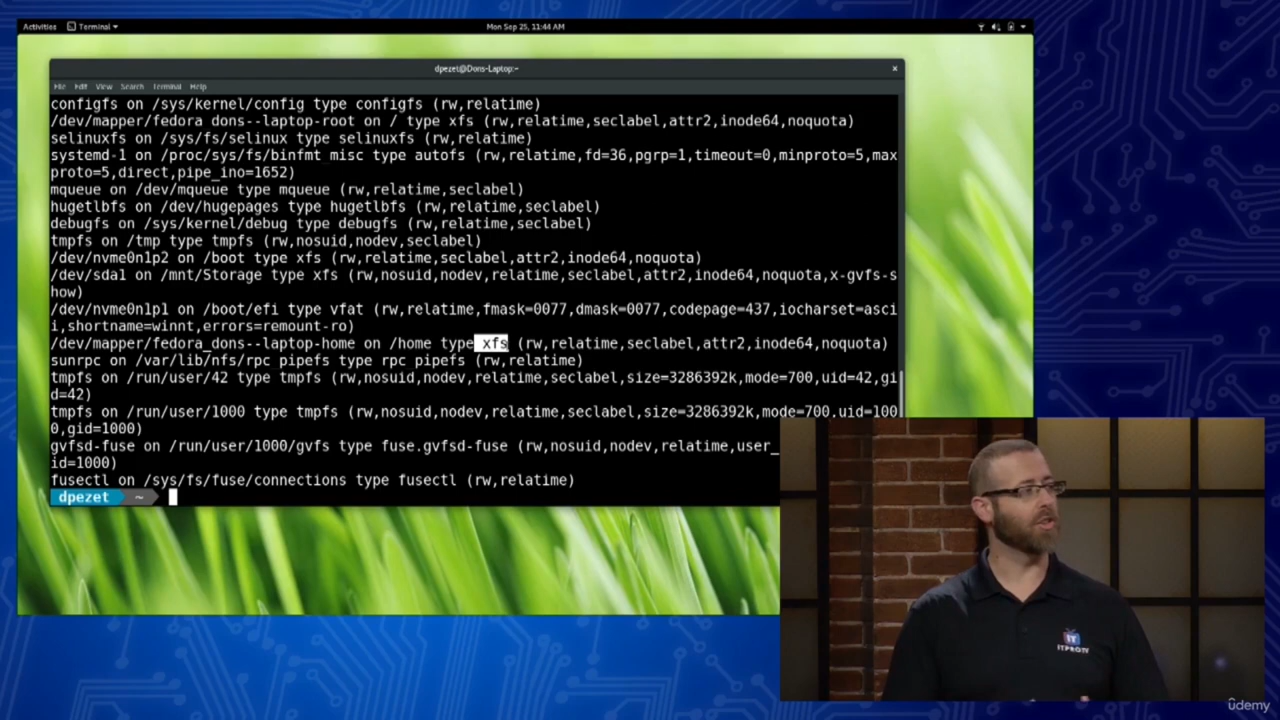 Activities Terminal Mon Sep 25, 11:44 AM
dpezet@Dons-Laptop:~ ×
File Edit View Search Terminal Help
configfs on /sys/kernel/config type configfs (rw,relatime)
/dev/mapper/fedora_dons--laptop-root on / type xfs (rw,relatime,seclabel,attr2,inode64,noquota)
selinuxfs on /sys/fs/selinux type selinuxfs (rw,relatime)
systemd-1 on /proc/sys/fs/binfmt_misc type autofs (rw,relatime,fd=36,pgrp=1,timeout=0,minproto=5,max
proto=5,direct,pipe_ino=1652)
mqueue on /dev/mqueue type mqueue (rw,relatime,seclabel)
hugetlbfs on /dev/hugepages type hugetlbfs (rw,relatime,seclabel)
debugfs on /sys/kernel/debug type debugfs (rw,relatime,seclabel)
tmpfs on /tmp type tmpfs (rw,nosuid,nodev,seclabel)
/dev/nvme0n1p2 on /boot type xfs (rw,relatime,seclabel,attr2,inode64,noquota)
/dev/sda1 on /mnt/Storage type xfs (rw,nosuid,nodev,relatime,seclabel,attr2,inode64,noquota,x-gvfs-s
how)
/dev/nvme0n1p1 on /boot/efi type vfat (rw,relatime,fmask=0077,dmask=0077,codepage=437,iocharset=asci
i,shortname=winnt,errors=remount-ro)
/dev/mapper/fedora_dons--laptop-home on /home type xfs (rw,relatime,seclabel,attr2,inode64,noquota)
sunrpc on /var/lib/nfs/rpc_pipefs type rpc_pipefs (rw,relatime)
tmpfs on /run/user/42 type tmpfs (rw,nosuid,nodev,relatime,seclabel,size=3286392k,mode=700,uid=42,gi
d=42)
tmpfs on /run/user/1000 type tmpfs (rw,nosuid,nodev,relatime,seclabel,size=3286392k,mode=700,uid=100
0,gid=1000)
gvfsd-fuse on /run/user/1000/gvfs type fuse.gvfsd-fuse (rw,nosuid,nodev,relatime,user_
id=1000)
fusectl on /sys/fs/fuse/connections type fusectl (rw,relatime)
dpezet ~
IT
ITPROTV
ûdemy